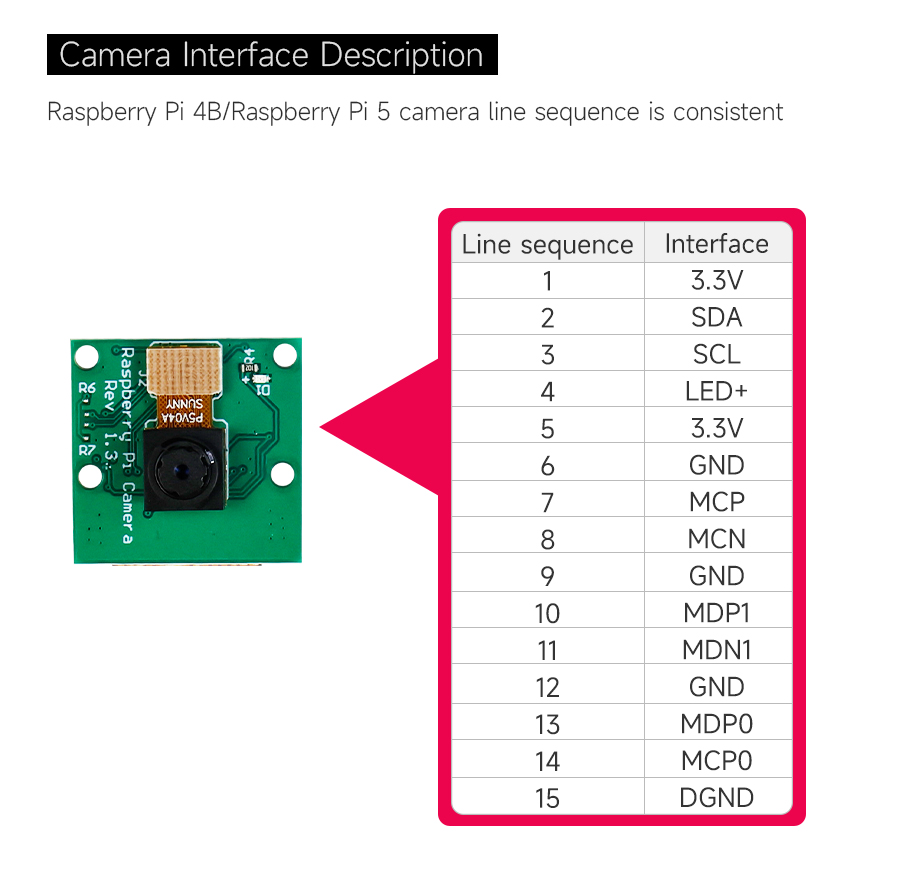 Camera Interface Description
Raspberry Pi 4B/Raspberry Pi 5 camera line sequence is consistent
Line sequence Interface
1 3.3V
2 SDA
3 SCL
4 LED+
5 3.3V
6 GND
7 MCP
8 MCN
9 GND
10 MDP1
11 MDN1
12 GND
13 MDP0
14 MCP0
15 DGND
Raspberry Pi Camera
Rev 1.3
J2
R6
R7
P5V04A
SUNNY
R4
102
+